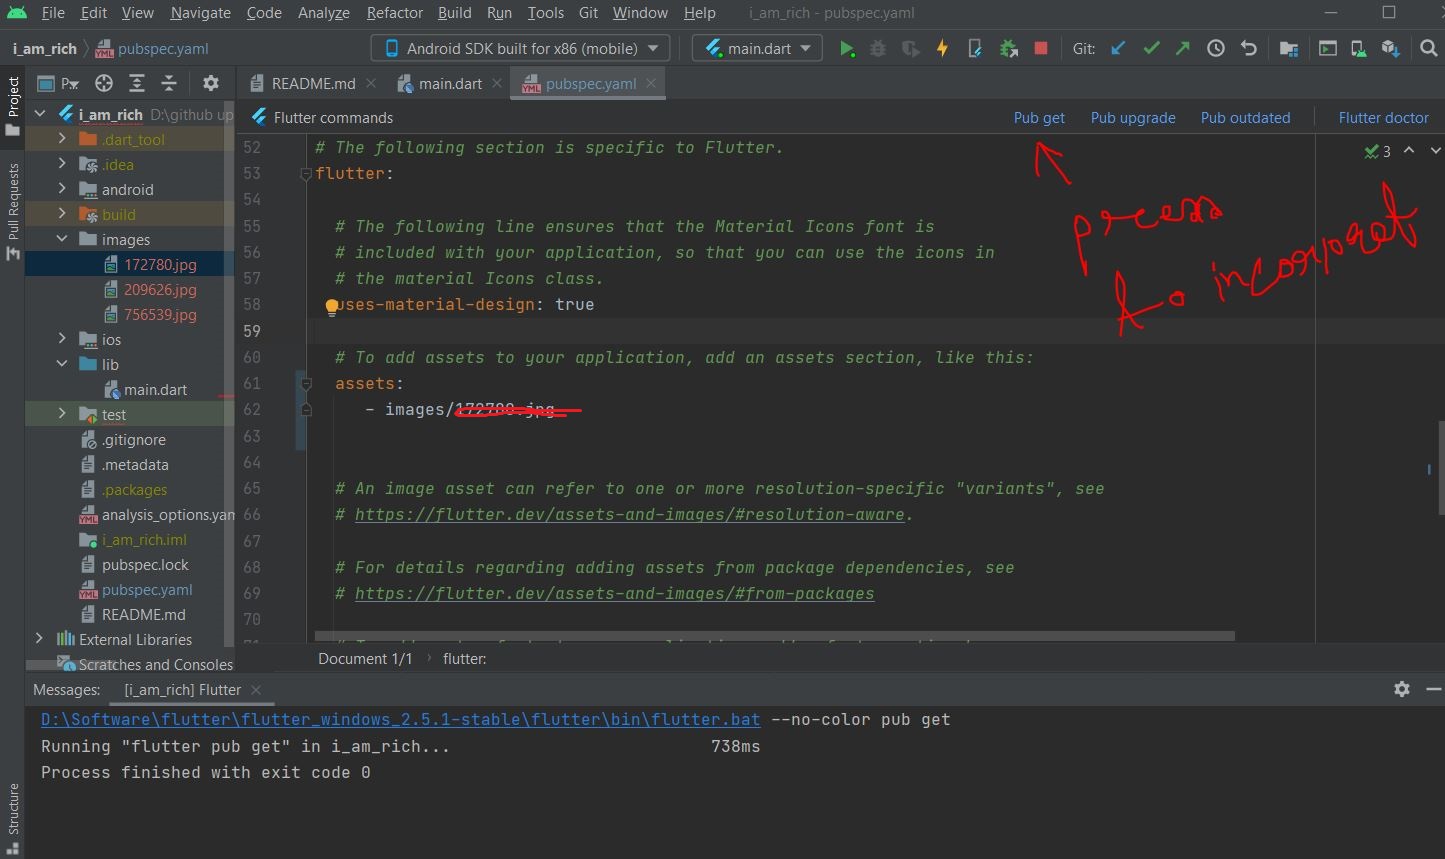 File Edit View Navigate Code Analyze Refactor Build Run Tools Git Window Help i_am_rich - pubspec.yaml
i_am_rich pubspec.yaml Android SDK built for x86 (mobile) main.dart Git:
Project
Pull Requests
Structure
P
i_am_rich D:\github up
.dart_tool
.idea
android
build
images
172780.jpg
209626.jpg
756539.jpg
ios
lib
main.dart
test
.gitignore
.metadata
.packages
analysis_options.yam
i_am_rich.iml
pubspec.lock
pubspec.yaml
README.md
External Libraries
Scratches and Consoles
README.md main.dart pubspec.yaml
Flutter commands Pub get Pub upgrade Pub outdated Flutter doctor
3
52 # The following section is specific to Flutter.
53 flutter:
54
55 # The following line ensures that the Material Icons font is
56 # included with your application, so that you can use the icons in
57 # the material Icons class.
58 uses-material-design: true
59
60 # To add assets to your application, add an assets section, like this:
61 assets:
62 - images/172780.jpg
63
64
65 # An image asset can refer to one or more resolution-specific "variants", see
66 # https://flutter.dev/assets-and-images/#resolution-aware.
67
68 # For details regarding adding assets from package dependencies, see
69 # https://flutter.dev/assets-and-images/#from-packages
70
press
to
Document 1/1 flutter:
Messages: [i_am_rich] Flutter
D:\Software\flutter\flutter_windows_2.5.1-stable\flutter\bin\flutter.bat --no-color pub get
Running "flutter pub get" in i_am_rich... 738ms
Process finished with exit code 0